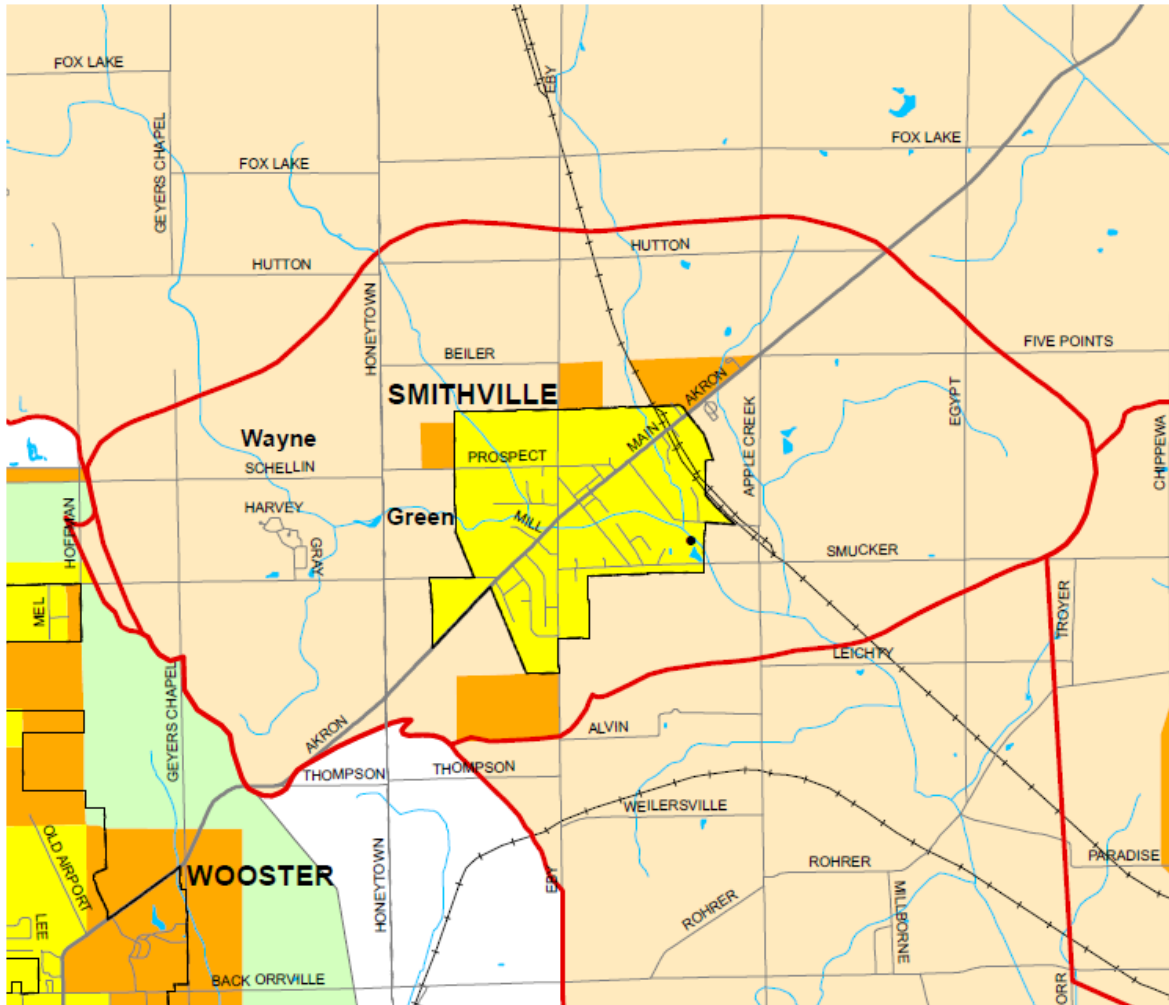 FOX LAKE
EBY
GEYERS CHAPEL
FOX LAKE
FOX LAKE
HUTTON
HUTTON
HONEYTOWN
BEILER
FIVE POINTS
AKRON
SMITHVILLE
EGYPT
APPLE CREEK
MAIN
Wayne
PROSPECT
SCHELLIN
CHIPPEWA
HARVEY
Green
MILL
HOFFMAN
GRAY
SMUCKER
MEL
TROYER
LEICHTY
GEYERS CHAPEL
AKRON
ALVIN
THOMPSON
THOMPSON
WEILERSVILLE
OLD AIRPORT
WOOSTER
EBY
ROHRER
PARADISE
HONEYTOWN
ROHRER
MILLBORNE
LEE
BACK ORRVILLE
ORR